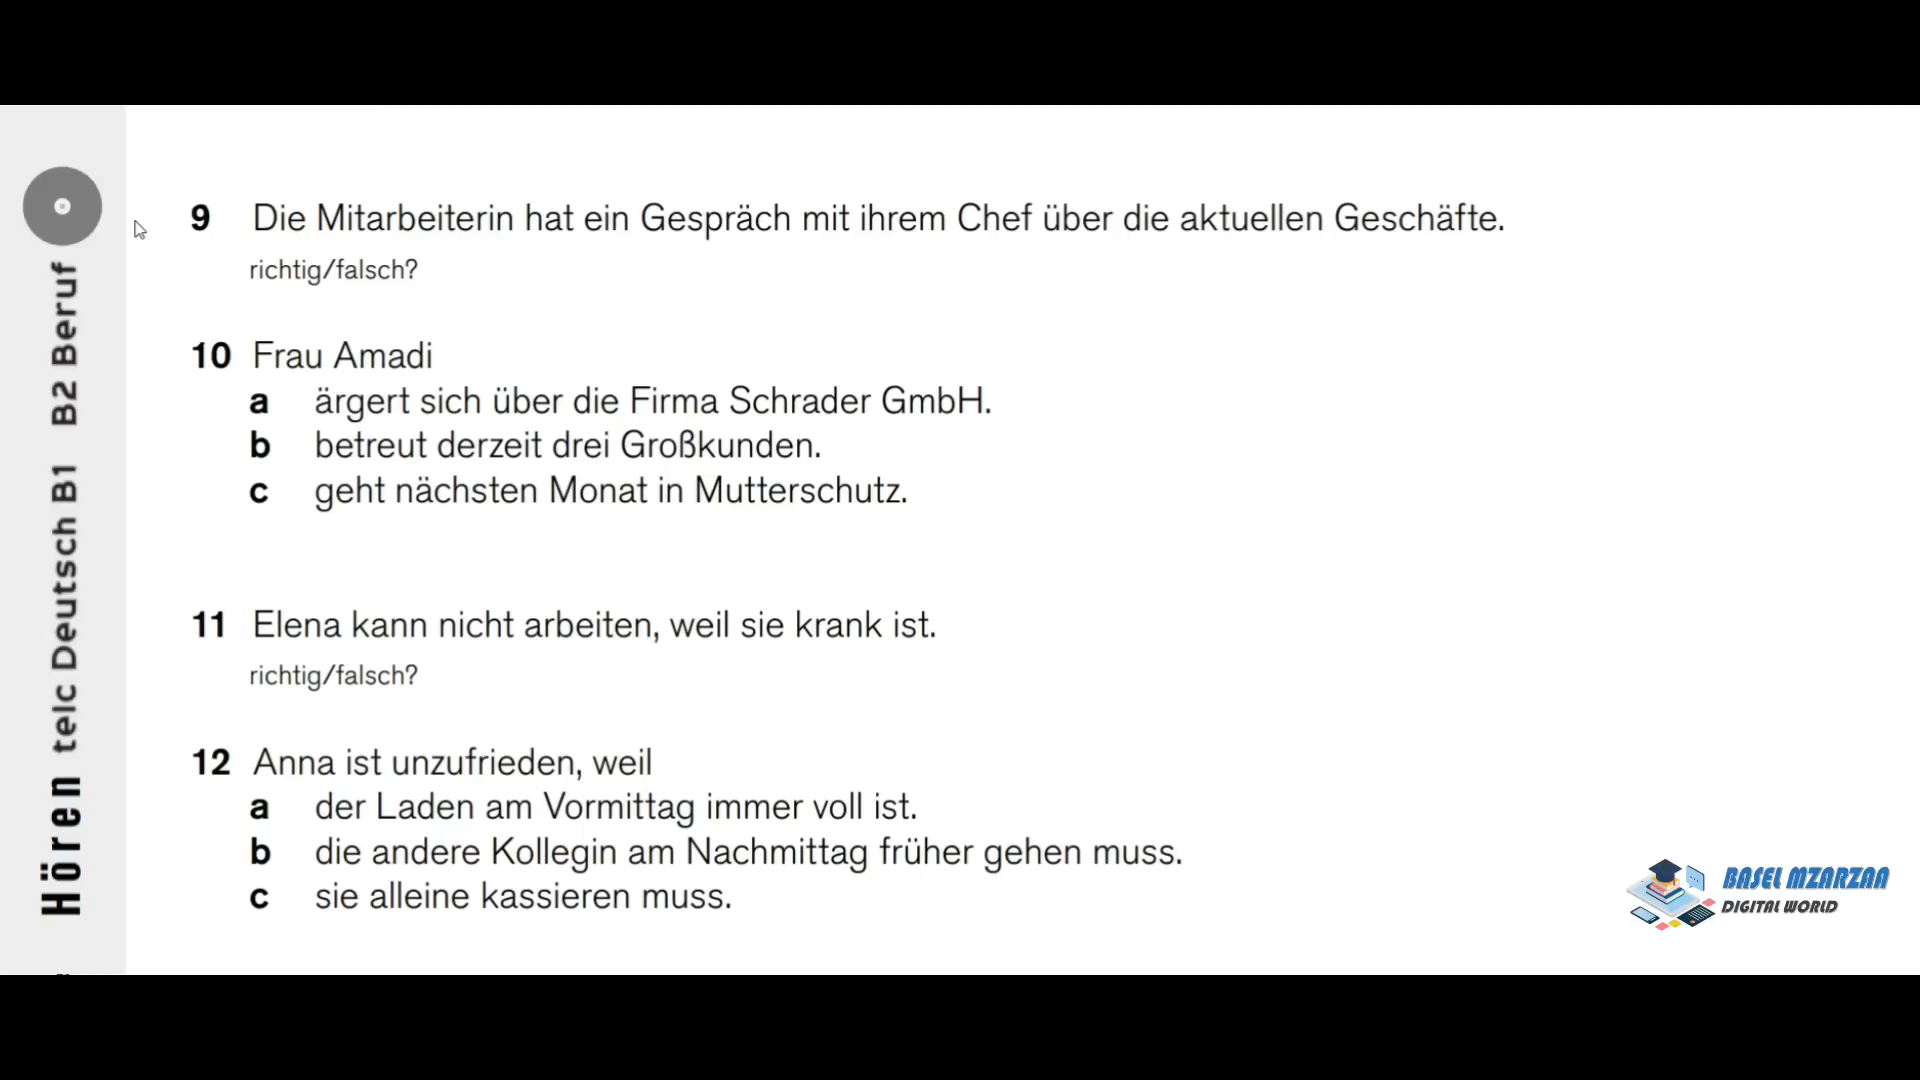 Hören telc Deutsch B1 B2 Beruf
9 Die Mitarbeiterin hat ein Gespräch mit ihrem Chef über die aktuellen Geschäfte.
richtig/falsch?
10 Frau Amadi
a ärgert sich über die Firma Schrader GmbH.
b betreut derzeit drei Großkunden.
c geht nächsten Monat in Mutterschutz.
11 Elena kann nicht arbeiten, weil sie krank ist.
richtig/falsch?
12 Anna ist unzufrieden, weil
a der Laden am Vormittag immer voll ist.
b die andere Kollegin am Nachmittag früher gehen muss.
c sie alleine kassieren muss.
BASEL MZARZAA
DIGITAL WORLD